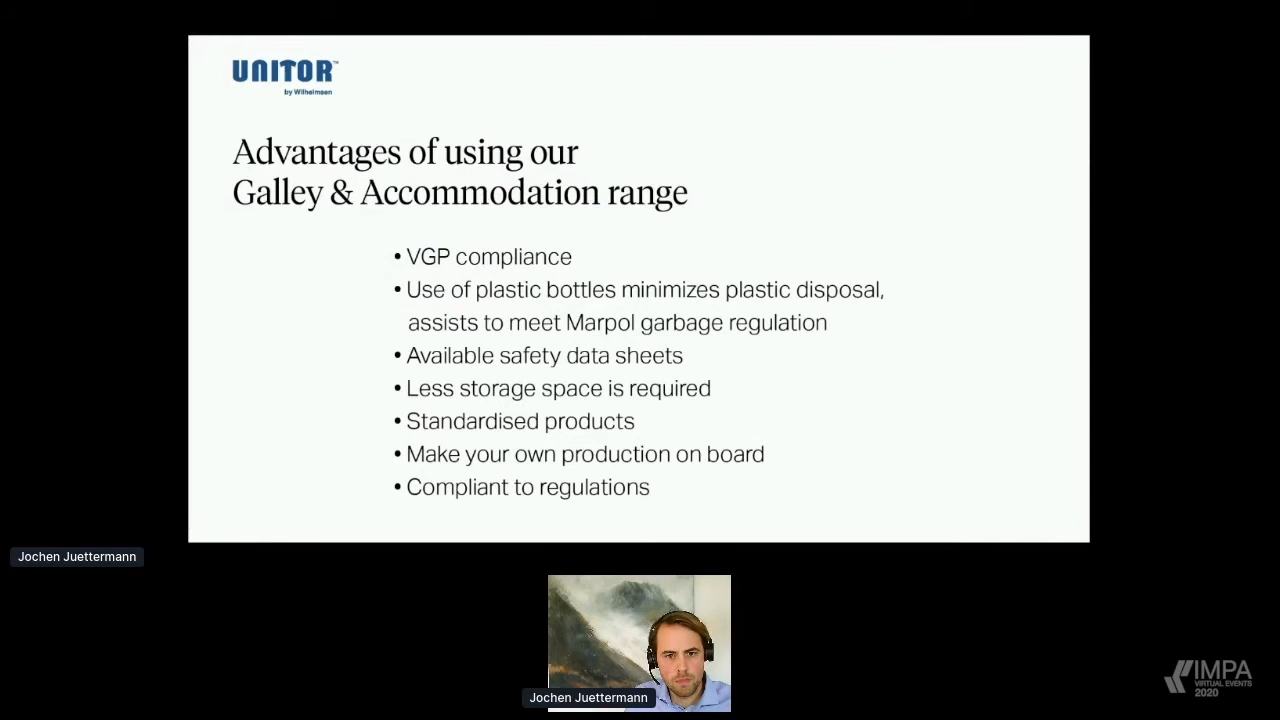 UNITOR™
by Wilhelmsen
Advantages of using our
Galley & Accommodation range
• VGP compliance
• Use of plastic bottles minimizes plastic disposal,
assists to meet Marpol garbage regulation
• Available safety data sheets
• Less storage space is required
• Standardised products
• Make your own production on board
• Compliant to regulations
Jochen Juettermann
Jochen Juettermann
IMPA
VIRTUAL EVENTS
2020